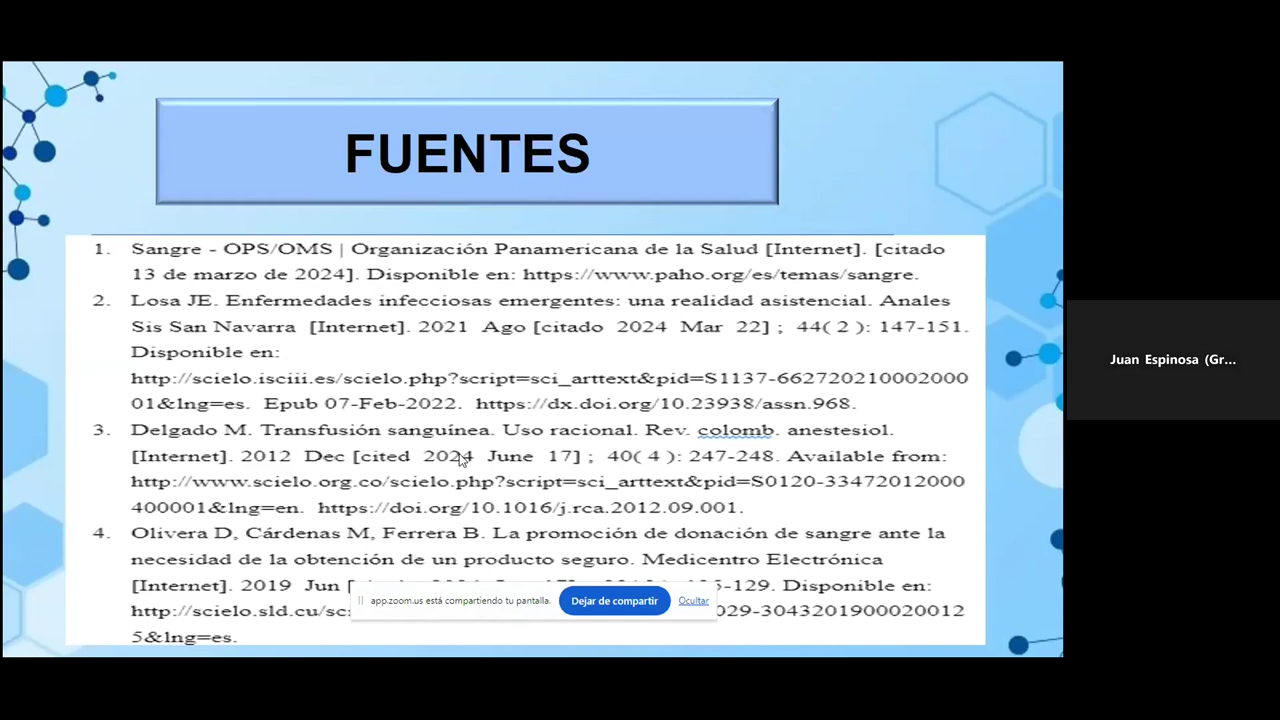 FUENTES
1. Sangre - OPS/OMS | Organización Panamericana de la Salud [Internet]. [citado
13 de marzo de 2024]. Disponible en: https://www.paho.org/es/temas/sangre.
2. Losa JE. Enfermedades infecciosas emergentes: una realidad asistencial. Anales
Sis San Navarra [Internet]. 2021 Ago [citado 2024 Mar 22] ; 44( 2 ): 147-151.
Disponible en:
http://scielo.isciii.es/scielo.php?script=sci_arttext&pid=S1137-662720210002000
01&lng=es. Epub 07-Feb-2022. https://dx.doi.org/10.23938/assn.968.
3. Delgado M. Transfusión sanguínea. Uso racional. Rev. colomb. anestesiol.
[Internet]. 2012 Dec [cited 2024 June 17] ; 40( 4 ): 247-248. Available from:
http://www.scielo.org.co/scielo.php?script=sci_arttext&pid=S0120-33472012000
400001&lng=en. https://doi.org/10.1016/j.rca.2012.09.001.
4. Olivera D, Cárdenas M, Ferrera B. La promoción de donación de sangre ante la
necesidad de la obtención de un producto seguro. Medicentro Electrónica
[Internet]. 2019 Jun [ -129. Disponible en:
http://scielo.sld.cu/sc 029-3043201900020012
5&lng=es.
app.zoom.us está compartiendo tu pantalla. Dejar de compartir Ocultar
Juan Espinosa (Gr...